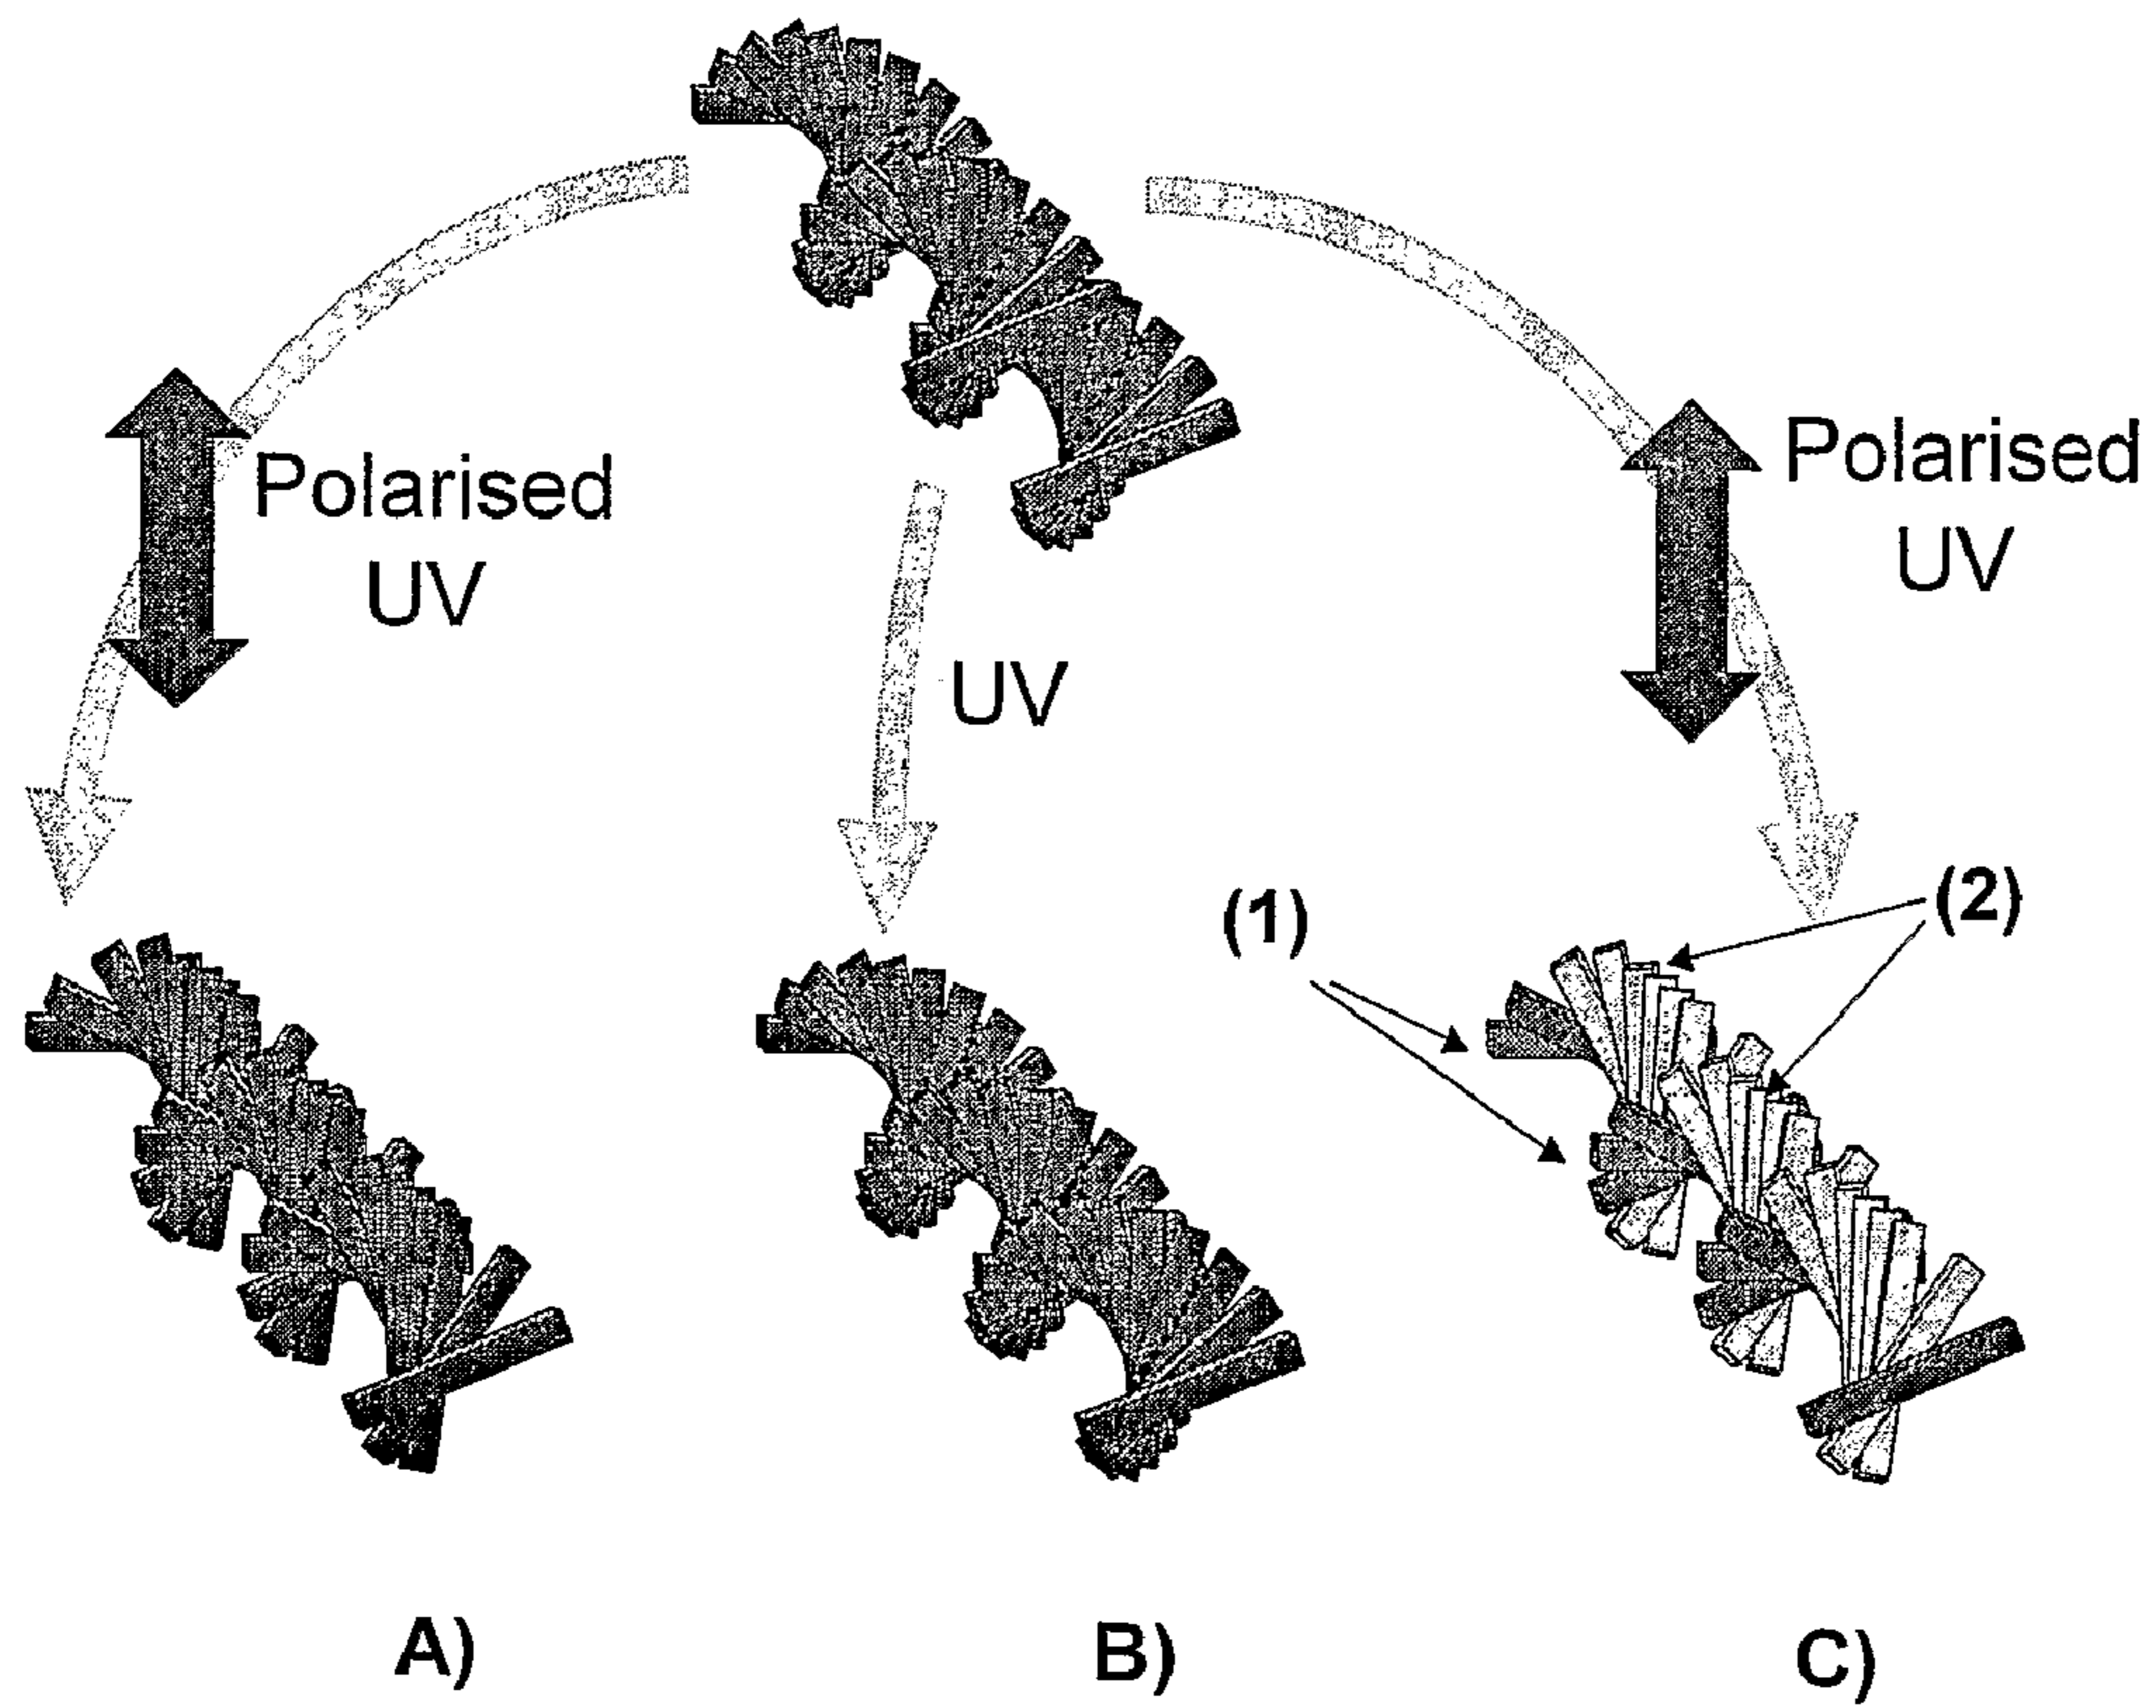 Polarised
UV
UV
Polarised
UV
(1)
(2)
A)
B)
C)